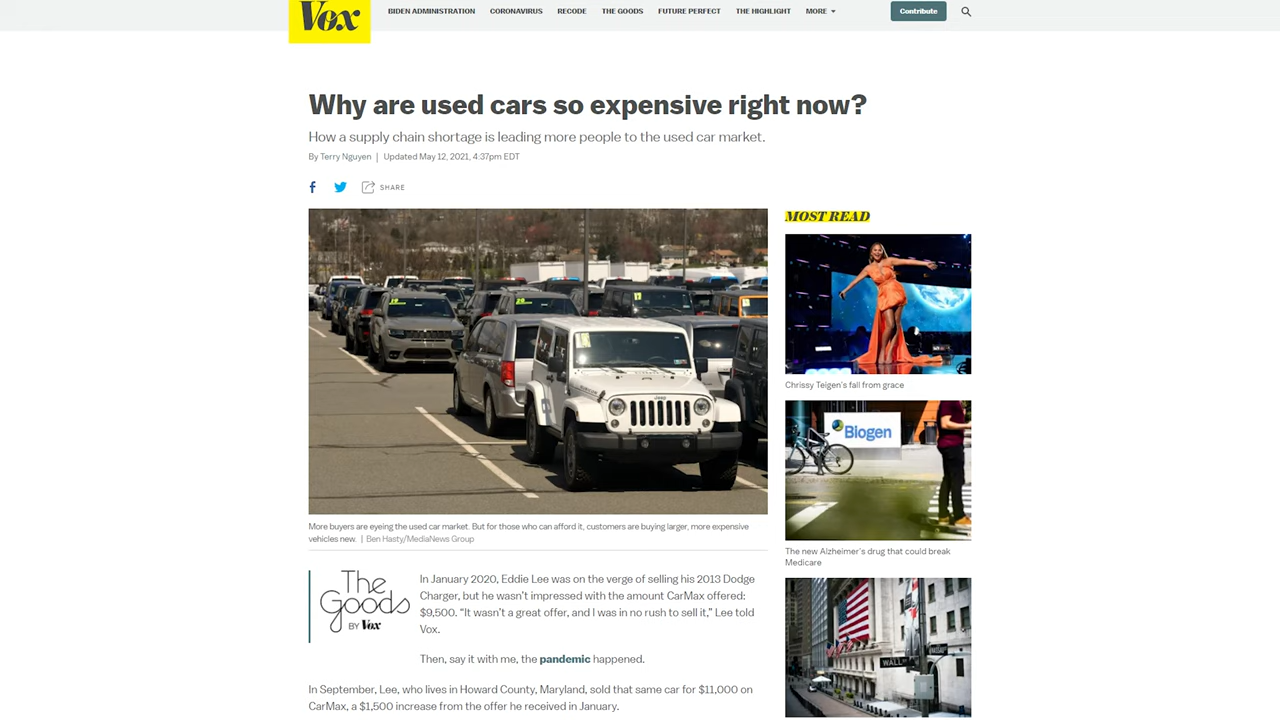 Vox
BIDEN ADMINISTRATION CORONAVIRUS RECODE THE GOODS FUTURE PERFECT THE HIGHLIGHT MORE Contribute
Why are used cars so expensive right now?
How a supply chain shortage is leading more people to the used car market.
By Terry Nguyen | Updated May 12, 2021, 4:37pm EDT
SHARE
More buyers are eyeing the used car market. But for those who can afford it, customers are buying larger, more expensive
vehicles new. | Ben Hasty/MediaNews Group
The
Goods
BY Vox
In January 2020, Eddie Lee was on the verge of selling his 2013 Dodge
Charger, but he wasn't impressed with the amount CarMax offered:
$9,500. “It wasn't a great offer, and I was in no rush to sell it,” Lee told
Vox.
Then, say it with me, the pandemic happened.
In September, Lee, who lives in Howard County, Maryland, sold that same car for $11,000 on
CarMax, a $1,500 increase from the offer he received in January.
MOST READ
Chrissy Teigen's fall from grace
Biogen
The new Alzheimer's drug that could break
Medicare
WALL